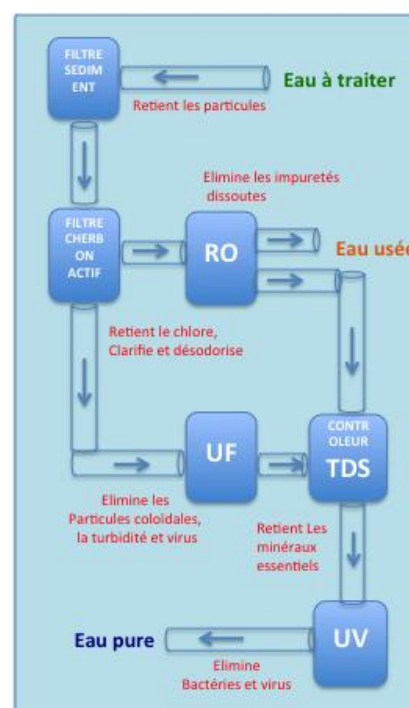 FILTRE
SEDIM
ENT
Eau à traiter
Retient les particules
Elimine les impuretés
dissoutes
FILTRE
CHERB
ON
ACTIF
RO
Eau usée
Retient le chlore,
Clarifie et désodorise
UF
CONTR
OLEUR
TDS
Elimine les
Particules coloïdales,
la turbidité et virus
Retient Les
minéraux
essentiels
Eau pure
UV
Elimine
Bactéries et virus